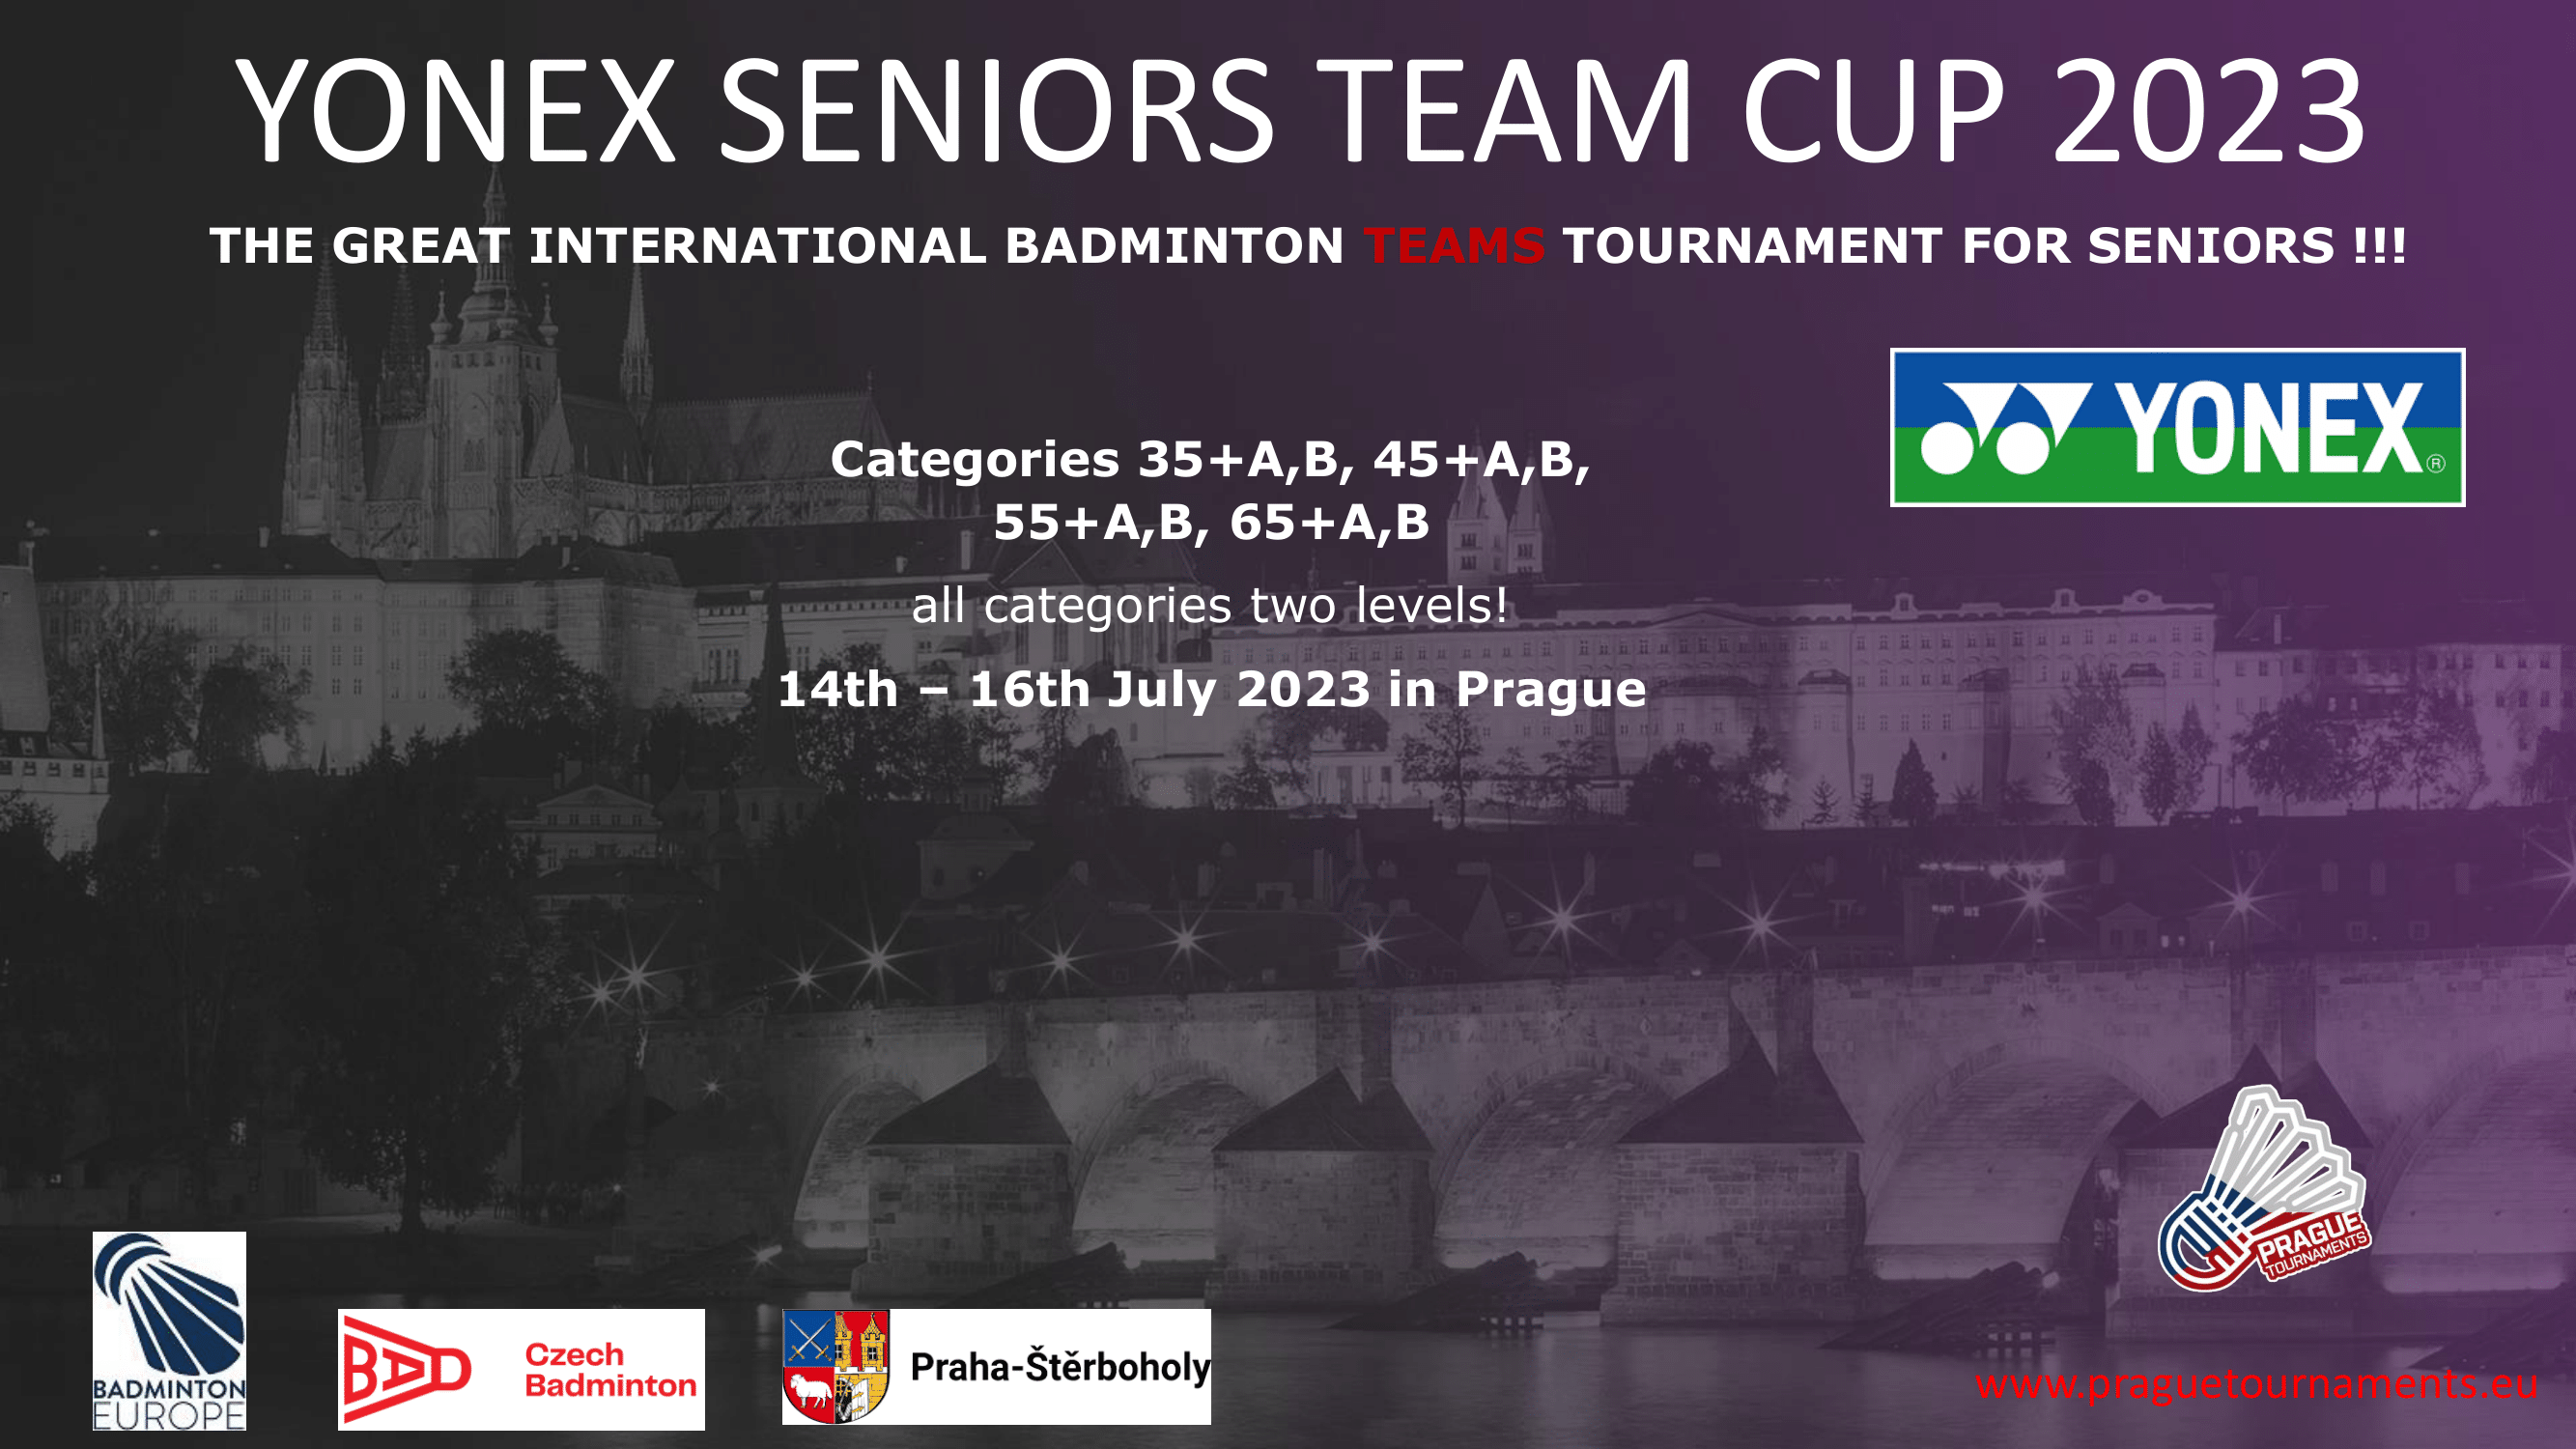 YONEX SENIORS TEAM CUP 2023
THE GREAT INTERNATIONAL BADMINTON TEAMS TOURNAMENT FOR SENIORS !!!
YONEX®
Categories 35+A,B, 45+A,B,
55+A,B, 65+A,B
all categories two levels!
14th – 16th July 2023 in Prague
PRAGUE
TOURNAMENTS
BADMINTON
EUROPE
BAD
Czech
Badminton
Praha-Štěrboholy
www.praguetournaments.eu